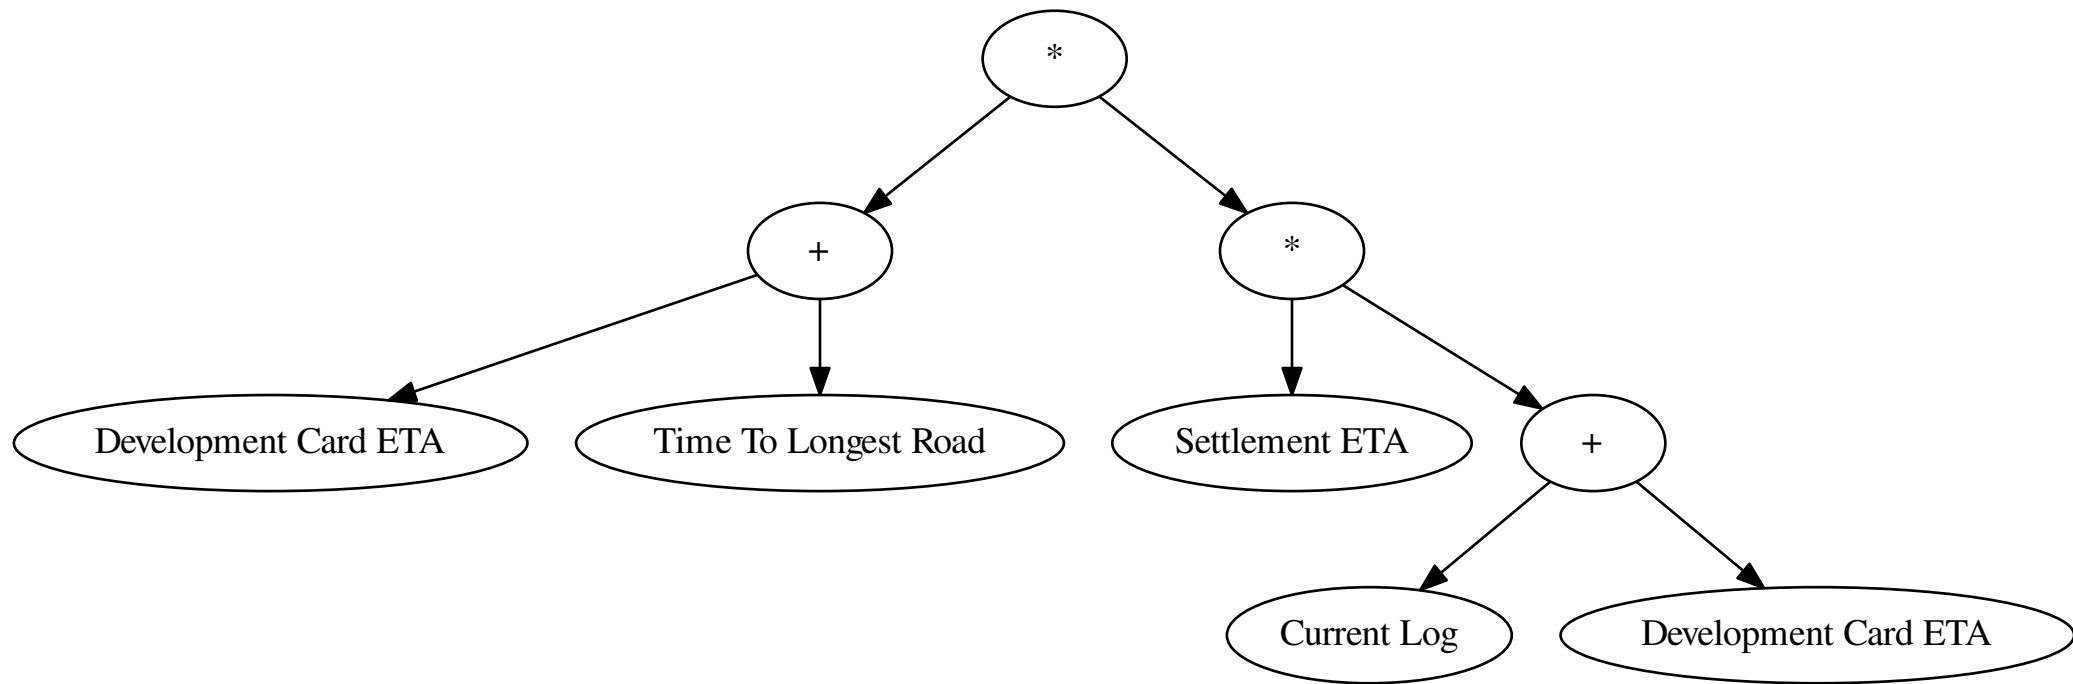 *
+
*
Development Card ETA
Time To Longest Road
Settlement ETA
+
Current Log
Development Card ETA